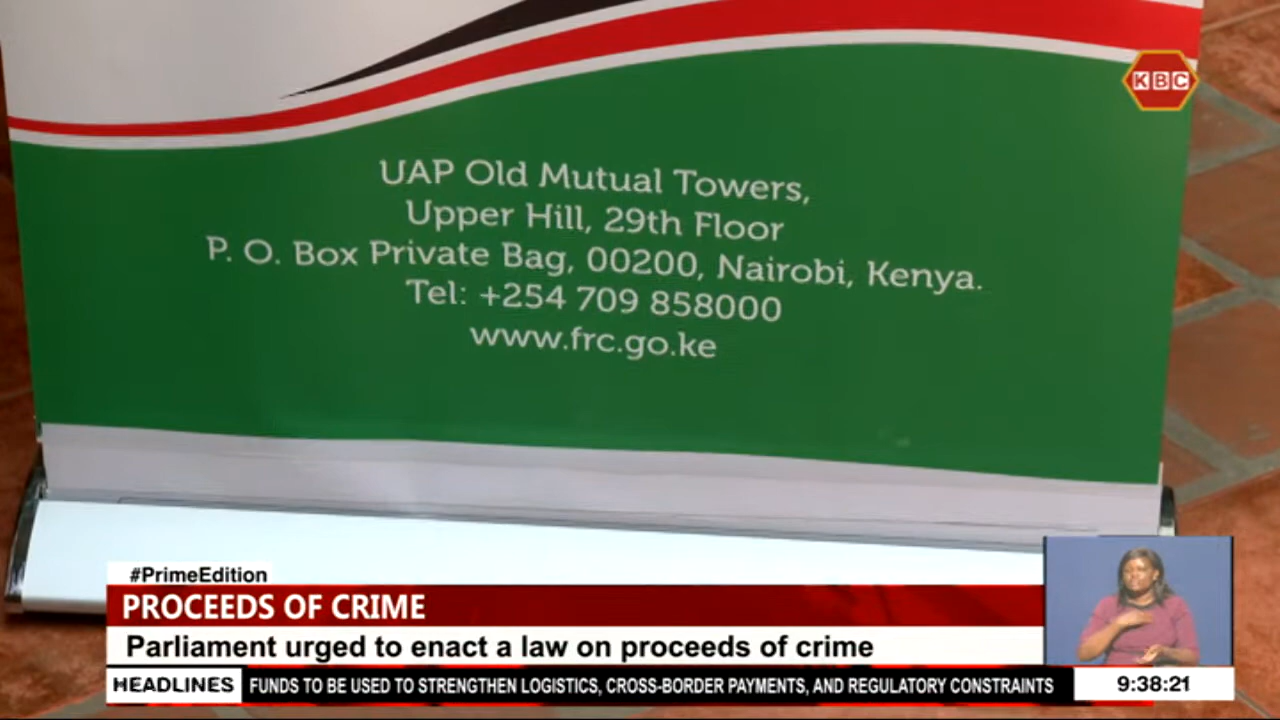 KBC
UAP Old Mutual Towers,
Upper Hill, 29th Floor
P. O. Box Private Bag, 00200, Nairobi, Kenya.
Tel: +254 709 858000
www.frc.go.ke
#PrimeEdition
PROCEEDS OF CRIME
Parliament urged to enact a law on proceeds of crime
HEADLINES FUNDS TO BE USED TO STRENGTHEN LOGISTICS, CROSS-BORDER PAYMENTS, AND REGULATORY CONSTRAINTS 9:38:21